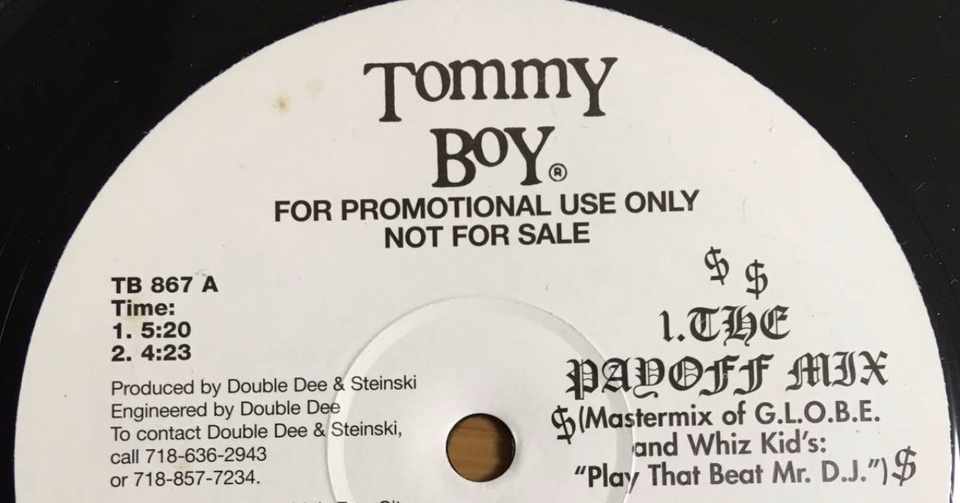 Tommy
Boy®
FOR PROMOTIONAL USE ONLY
NOT FOR SALE
TB 867 A
Time:
1. 5:20
2. 4:23
Produced by Double Dee & Steinski
Engineered by Double Dee
To contact Double Dee & Steinski,
call 718-636-2943
or 718-857-7234.
$ $
1. THE
PAYOFF MIX
$(Mastermix of G.L.O.B.E.
and Whiz Kid's:
"Play That Beat Mr. D.J.")$